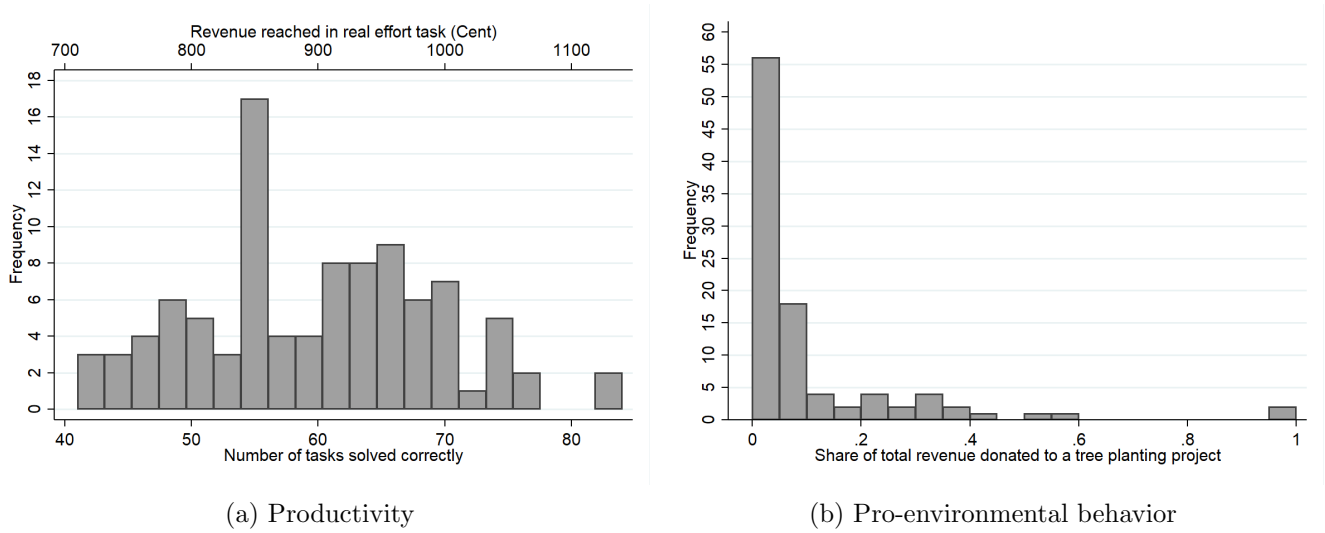 Revenue reached in real effort task (Cent)
700 800 900 1000 1100
Frequency
18
16
14
12
10
8
6
4
2
0
40 50 60 70 80
Number of tasks solved correctly
(a) Productivity
Frequency
60
55
50
45
40
35
30
25
20
15
10
5
0
0 .2 .4 .6 .8 1
Share of total revenue donated to a tree planting project
(b) Pro-environmental behavior